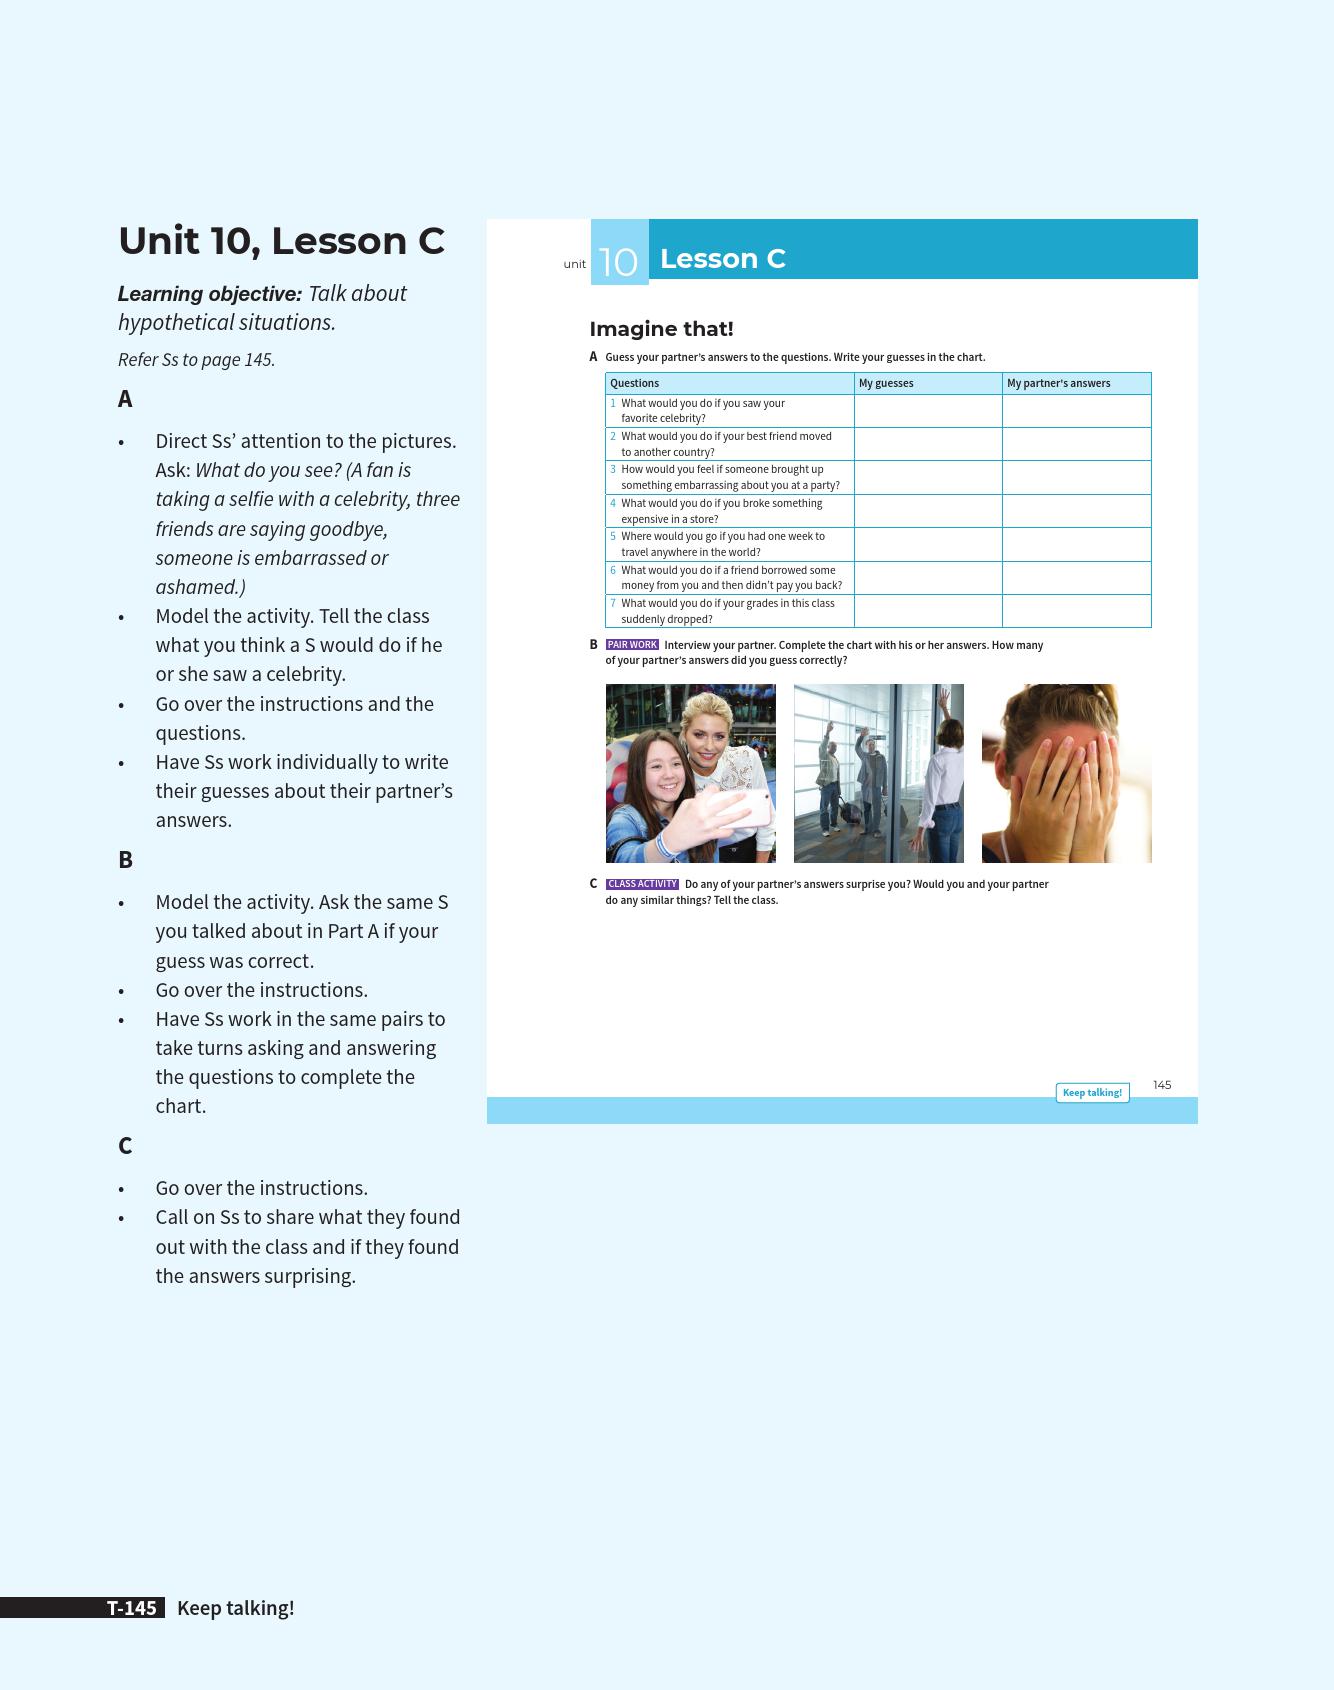 Unit 10, Lesson C
Learning objective: Talk about
hypothetical situations.
Refer Ss to page 145.
A
• Direct Ss’ attention to the pictures.
Ask: What do you see? (A fan is
taking a selfie with a celebrity, three
friends are saying goodbye,
someone is embarrassed or
ashamed.)
• Model the activity. Tell the class
what you think a S would do if he
or she saw a celebrity.
• Go over the instructions and the
questions.
• Have Ss work individually to write
their guesses about their partner’s
answers.
B
• Model the activity. Ask the same S
you talked about in Part A if your
guess was correct.
• Go over the instructions.
• Have Ss work in the same pairs to
take turns asking and answering
the questions to complete the
chart.
C
• Go over the instructions.
• Call on Ss to share what they found
out with the class and if they found
the answers surprising.
unit 10 Lesson C
Imagine that!
A Guess your partner’s answers to the questions. Write your guesses in the chart.
Questions My guesses My partner’s answers
1 What would you do if you saw your
favorite celebrity?
2 What would you do if your best friend moved
to another country?
3 How would you feel if someone brought up
something embarrassing about you at a party?
4 What would you do if you broke something
expensive in a store?
5 Where would you go if you had one week to
travel anywhere in the world?
6 What would you do if a friend borrowed some
money from you and then didn’t pay you back?
7 What would you do if your grades in this class
suddenly dropped?
B PAIR WORK Interview your partner. Complete the chart with his or her answers. How many
of your partner’s answers did you guess correctly?
C CLASS ACTIVITY Do any of your partner’s answers surprise you? Would you and your partner
do any similar things? Tell the class.
Keep talking! 145
T-145 Keep talking!